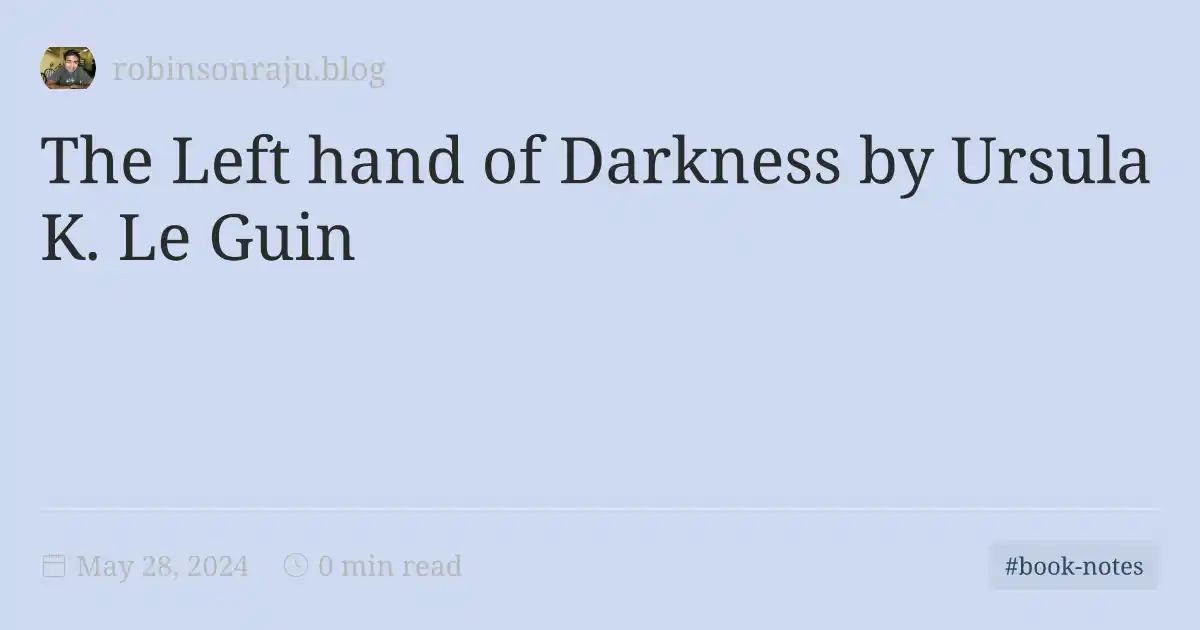 robinsonraju.blog
The Left hand of Darkness by Ursula
K. Le Guin
May 28, 2024 0 min read
#book-notes